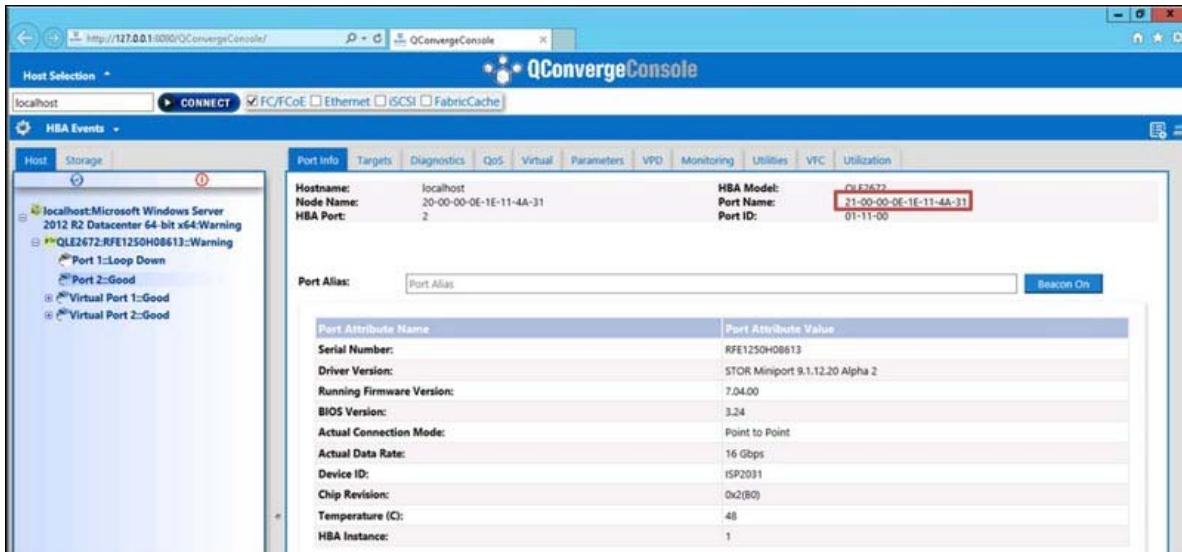 http://127.0.0.1:8080/QConvergeConsole/
QConvergeConsole
Host Selection
QConvergeConsole
localhost
CONNECT
FC/FCoE Ethernet iSCSI FabricCache
HBA Events
Host Storage
localhost:Microsoft Windows Server
2012 R2 Datacenter 64-bit x64:Warning
QLE2672:RFE1250H08613::Warning
Port 1::Loop Down
Port 2::Good
Virtual Port 1::Good
Virtual Port 2::Good
Port Info Targets Diagnostics QoS Virtual Parameters VPD Monitoring Utilities VFC Utilization
Hostname: localhost HBA Model: QLE2672
Node Name: 20-00-00-0E-1E-11-4A-31 Port Name: 21-00-00-0E-1E-11-4A-31
HBA Port: 2 Port ID: 01-11-00
Port Alias: Port Alias Beacon On
Port Attribute Name Port Attribute Value
Serial Number: RFE1250H08613
Driver Version: STOR Miniport 9.1.12.20 Alpha 2
Running Firmware Version: 7.04.00
BIOS Version: 3.24
Actual Connection Mode: Point to Point
Actual Data Rate: 16 Gbps
Device ID: ISP2031
Chip Revision: 0x2(B0)
Temperature (C): 48
HBA Instance: 1